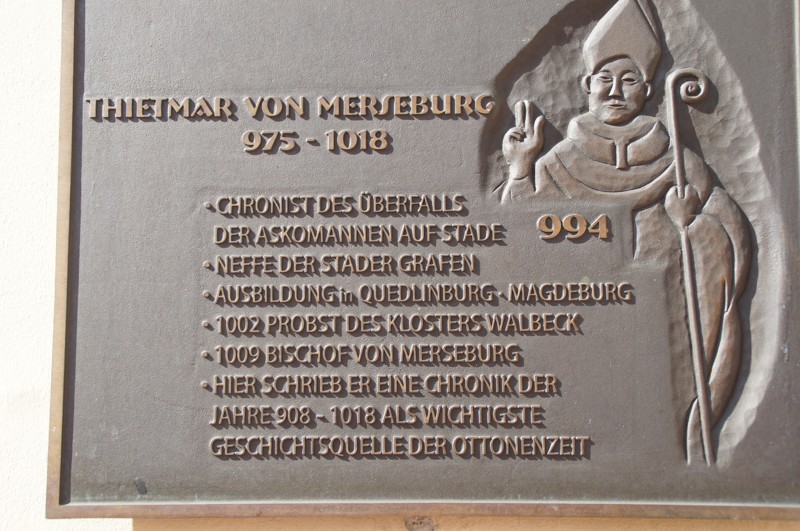 THIETMAR VON MERSEBURG
975 - 1018
• CHRONIST DES ÜBERFALLS
DER ASKOMANNEN AUF STADE 994
• NEFFE DER STADER GRAFEN
• AUSBILDUNG in QUEDLINBURG · MAGDEBURG
• 1002 PROBST DES KLOSTERS WALBECK
• 1009 BISCHOF VON MERSEBURG
• HIER SCHRIEB ER EINE CHRONIK DER
JAHRE 908 - 1018 ALS WICHTIGSTE
GESCHICHTSQUELLE DER OTTONENZEIT